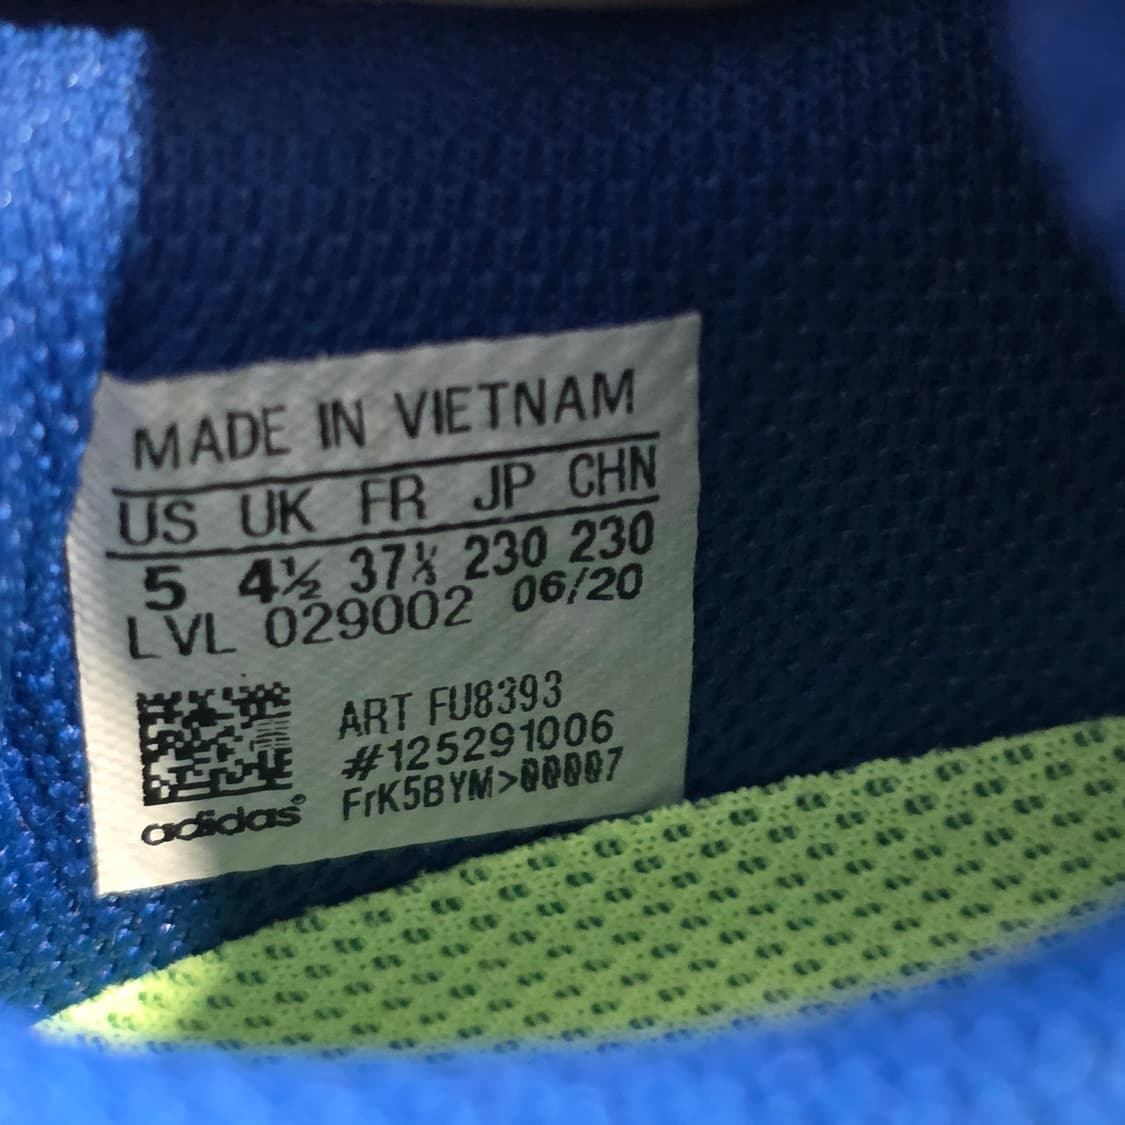 MADE IN VIETNAM
US UK FR JP CHN
5 4½ 37⅓ 230 230
LVL 029002 06/20
ART FU8393
#125291006
FrK5BYM>00007
adidas®